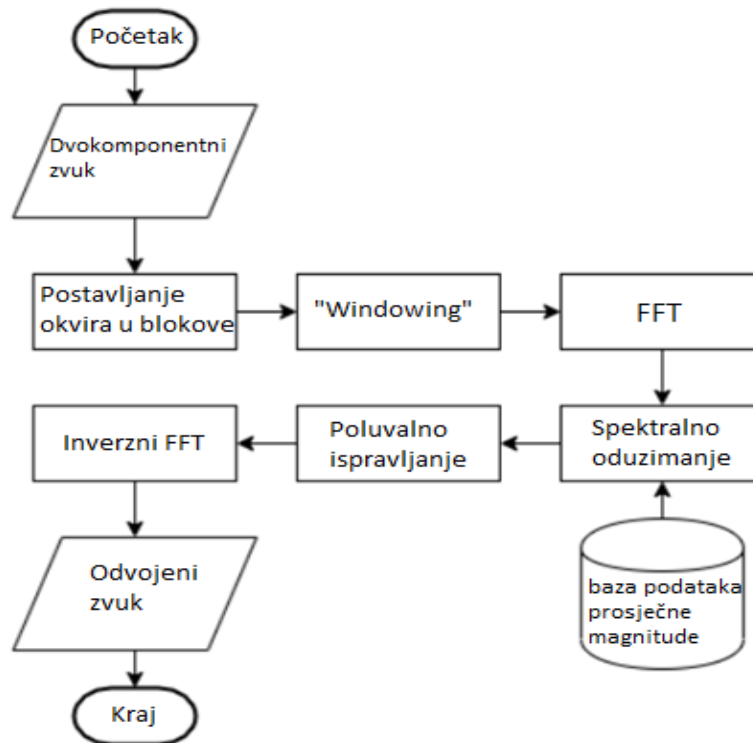 Početak
Dvokomponentni
zvuk
Postavljanje
okvira u blokove
"Windowing"
FFT
Spektralno
oduzimanje
baza podataka
prosječne
magnitude
Poluvalno
ispravljanje
Inverzni FFT
Odvojeni
zvuk
Kraj